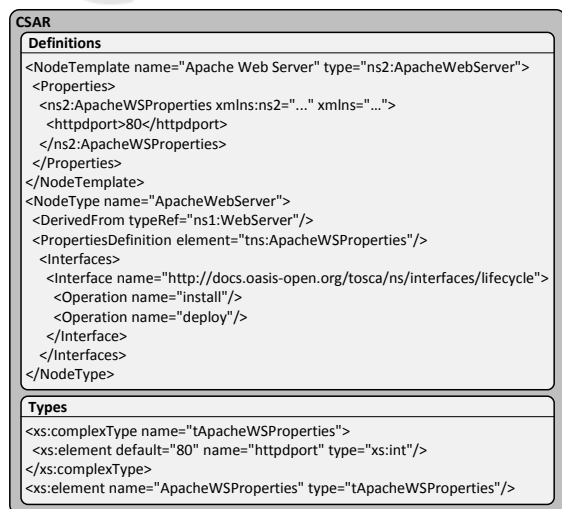 CSAR
Definitions
<NodeTemplate name="Apache Web Server" type="ns2:ApacheWebServer">
<Properties>
<ns2:ApacheWSProperties xmlns:ns2="..." xmlns="…">
<httpdport>80</httpdport>
</ns2:ApacheWSProperties>
</Properties>
</NodeTemplate>
<NodeType name="ApacheWebServer">
<DerivedFrom typeRef="ns1:WebServer"/>
<PropertiesDefinition element="tns:ApacheWSProperties"/>
<Interfaces>
<Interface name="http://docs.oasis-open.org/tosca/ns/interfaces/lifecycle">
<Operation name="install"/>
<Operation name="deploy"/>
</Interface>
</Interfaces>
</NodeType>
Types
<xs:complexType name="tApacheWSProperties">
<xs:element default="80" name="httpdport" type="xs:int"/>
</xs:complexType>
<xs:element name="ApacheWSProperties" type="tApacheWSProperties"/>